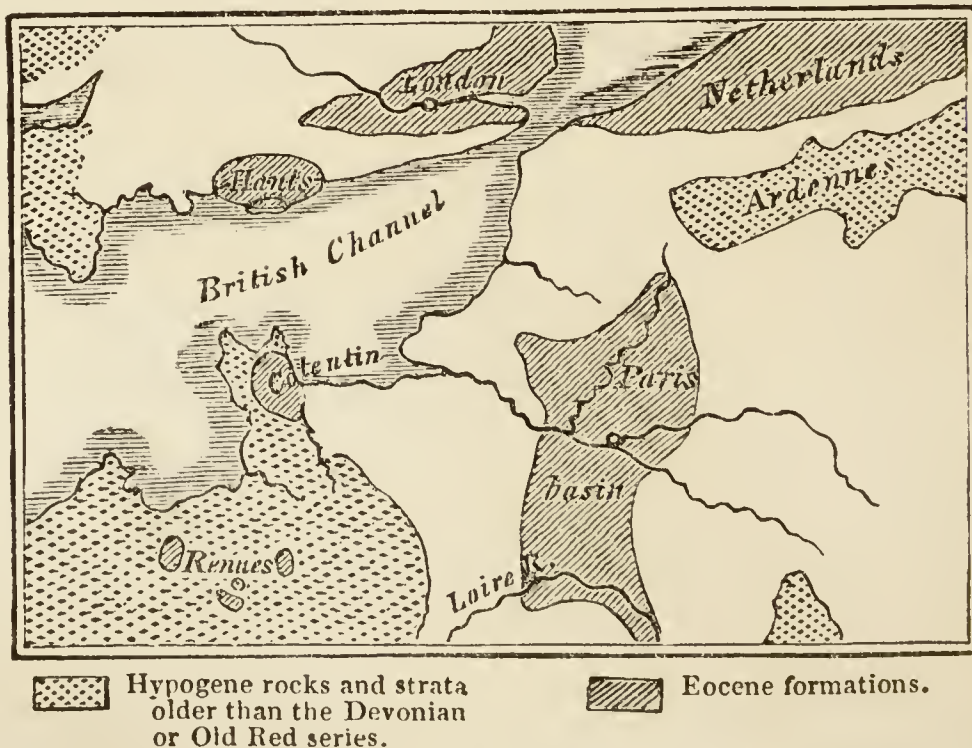 London
Netherlands
Hants
Ardennes
British Channel
Cotentin
Paris
basin
Rennes
Loire R.
Hypogene rocks and strata
older than the Devonian
or Old Red series.
Eocene formations.